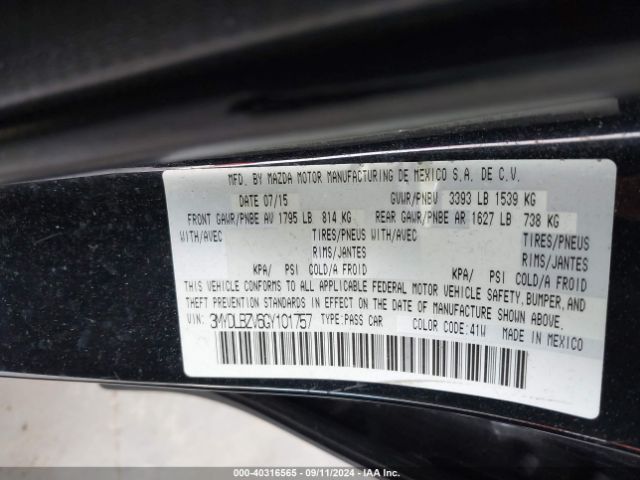 MFD. BY MAZDA MOTOR MANUFACTURING DE MEXICO S.A. DE C.V.
DATE 07/15 GVWR/PNBV 3393 LB 1539 KG
FRONT GAWR/PNBE AV 1795 LB 814 KG REAR GAWR/PNBE AR 1627 LB 738 KG
WITH/AVEC TIRES/PNEUS WITH/AVEC TIRES/PNEUS
RIMS/JANTES RIMS/JANTES
KPA/ PSI COLD/A FROID KPA/ PSI COLD/A FROID
THIS VEHICLE CONFORMS TO ALL APPLICABLE FEDERAL MOTOR VEHICLE SAFETY, BUMPER, AND
THEFT PREVENTION STANDARDS IN EFFECT ON THE DATE OF MANUFACTURE SHOWN ABOVE.
VIN: 3MYDLBZV6GY101757 TYPE:PASS CAR COLOR CODE:41W MADE IN MEXICO
000-40316565 - 09/11/2024 - IAA Inc.